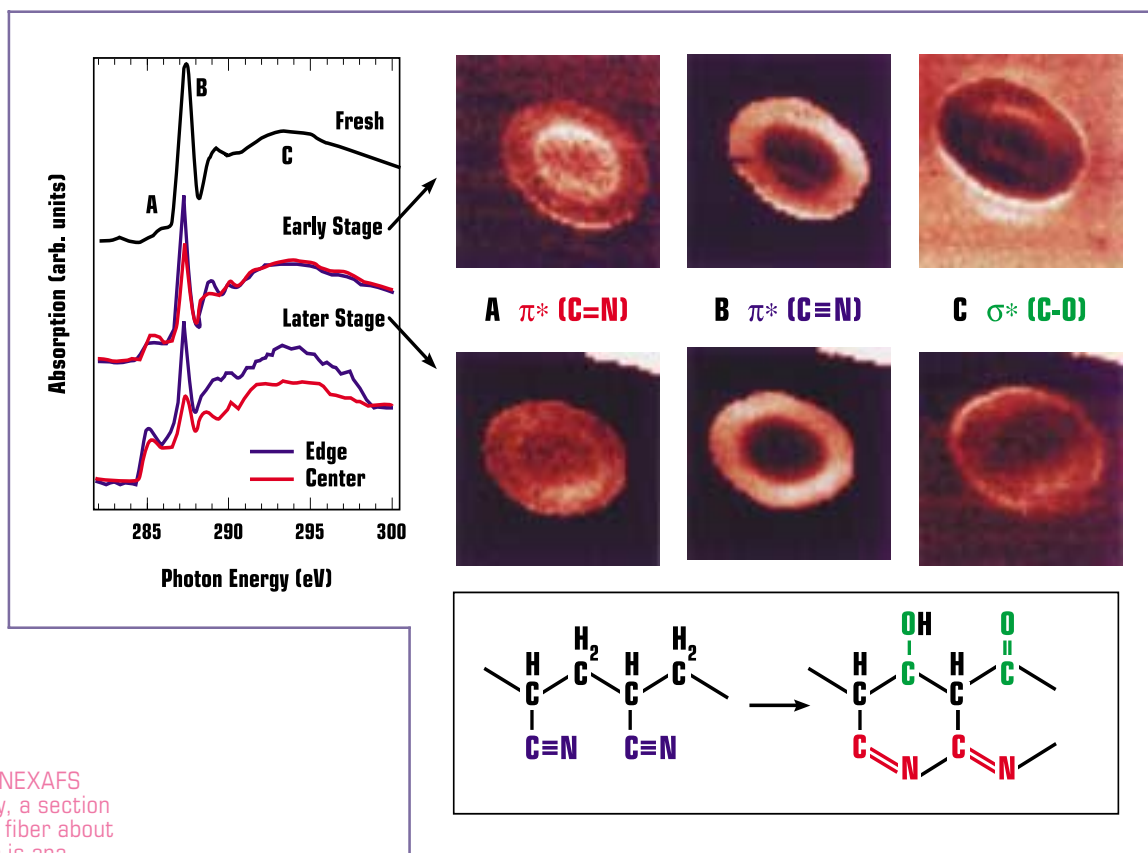 B
Fresh
C
A
Early Stage
Later Stage
Edge
Center
Absorption (arb. units)
285 290 295 300
Photon Energy (eV)
A π* (C=N)
B π* (C≡N)
C σ* (C-O)
H H₂ H H₂
C C C C
C≡N C≡N
OH O
H C H C
C C
C C
N N
NEXAFS
y, a section
fiber about